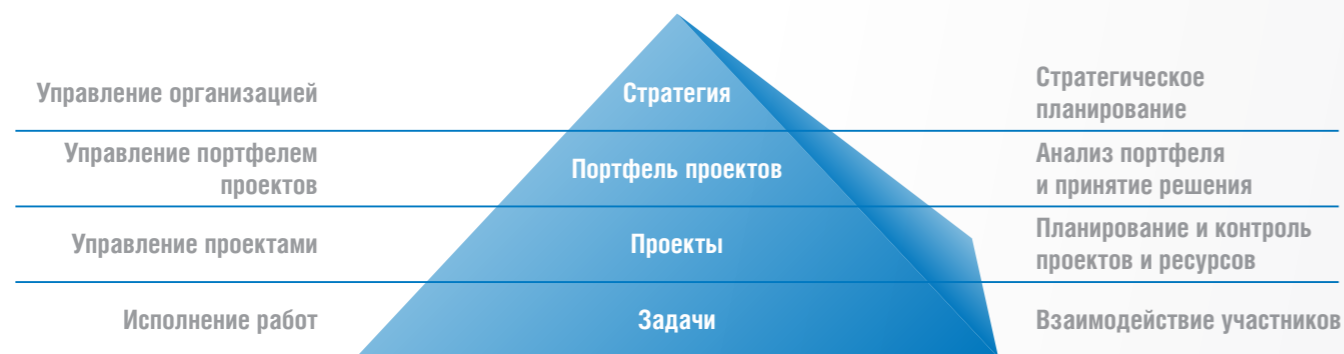 Управление организацией
Стратегия
Стратегическое
планирование
Управление портфелем
проектов
Портфель проектов
Анализ портфеля
и принятие решения
Управление проектами
Проекты
Планирование и контроль
проектов и ресурсов
Исполнение работ
Задачи
Взаимодействие участников